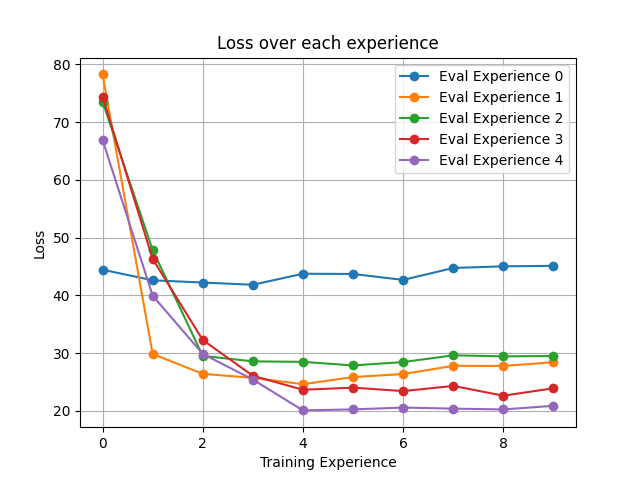 Loss over each experience
80
70
60
50
40
30
20
Loss
Eval Experience 0
Eval Experience 1
Eval Experience 2
Eval Experience 3
Eval Experience 4
0 2 4 6 8
Training Experience